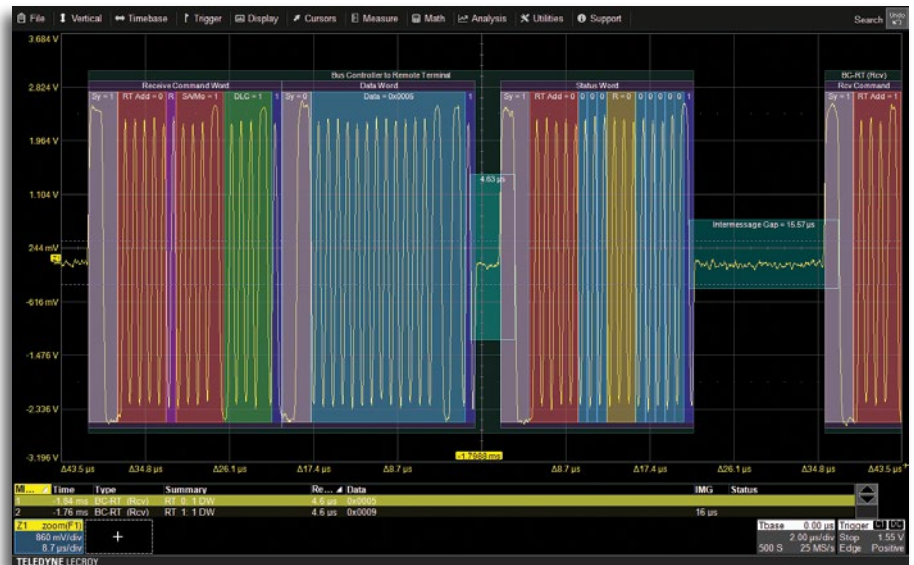 File Vertical Timebase Trigger Display Cursors Measure Math Analysis Utilities Support Search Undo
3.684 V
Bus Controller to Remote Terminal BC-RT (Rcv)
2.824 V Receive Command Word Data Word Status Word Rcv Command
Sy = 1 RT Add = 0 R SA/Mo = 1 DLC = 1 1 Sy = 0 Data = 0x0005 1 Sy = 1 RT Add = 0 0 0 0 R = 0 0 0 0 0 0 1 Sy = 1 RT Add = 1
1.964 V
4.63 µs
1.104 V
Intermessage Gap = 15.57µs
244 mV
Z1
-616 mV
-1.476 V
-2.336 V
-3.196 V
-1.7988 ms
Δ43.5 µs Δ34.8 µs Δ26.1 µs Δ17.4 µs Δ8.7 µs Δ8.7 µs Δ17.4 µs Δ26.1 µs Δ34.8 µs Δ43.5 µs
MI... Time Type Summary Re... Data IMG Status
1 -1.84 ms BC-RT (Rcv) RT 0: 1 DW 4.6 µs 0x0005
2 -1.76 ms BC-RT (Rcv) RT 1: 1 DW 4.6 µs 0x0009 16 µs
Z1 zoom(F1) Tbase 0.00 µs Trigger C1 DC
860 mV/div + 2.00 µs/div Stop 1.55 V
8.7 µs/div 500 S 25 MS/s Edge Positive
TELEDYNE LECROY